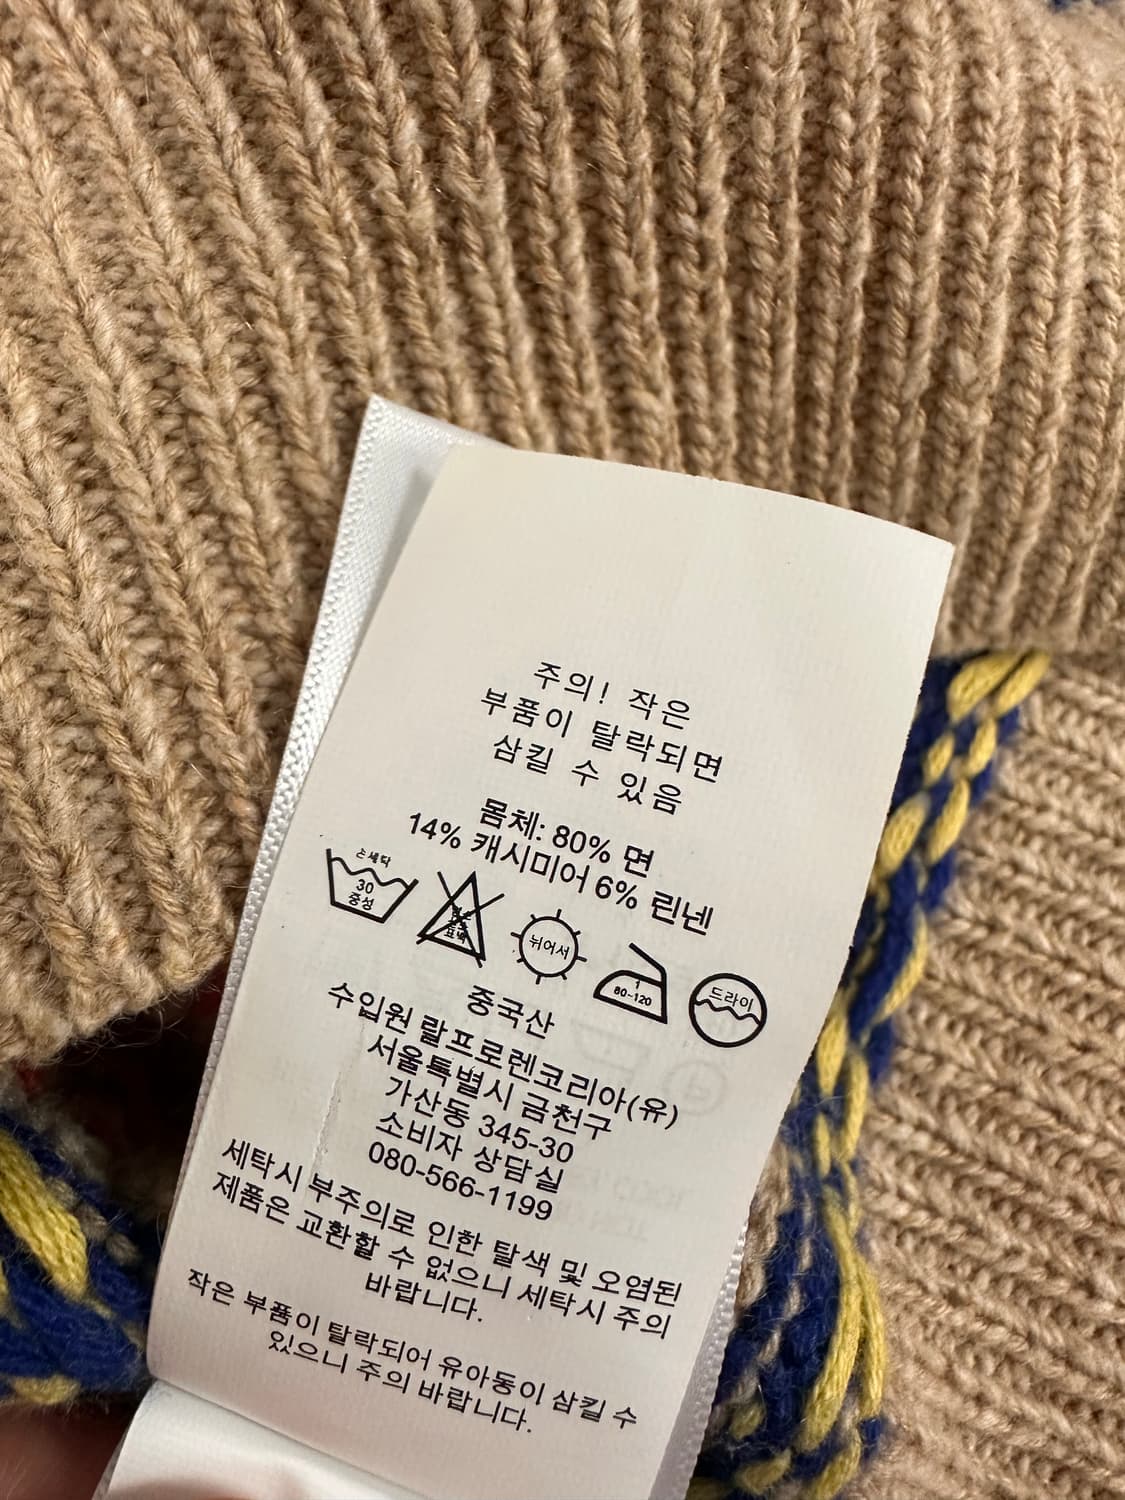 주의! 작은
부품이 탈락되면
삼킬 수 있음
몸체: 80% 면
14% 캐시미어 6% 린넨
손세탁
30
중성
뉘어서
1
80-120
드라이
중국산
수입원 랄프로렌코리아(유)
서울특별시 금천구
가산동 345-30
소비자 상담실
080-566-1199
세탁시 부주의로 인한 탈색 및 오염된
제품은 교환할 수 없으니 세탁시 주의
바랍니다.
작은 부품이 탈락되어 유아동이 삼킬 수
있으니 주의 바랍니다.